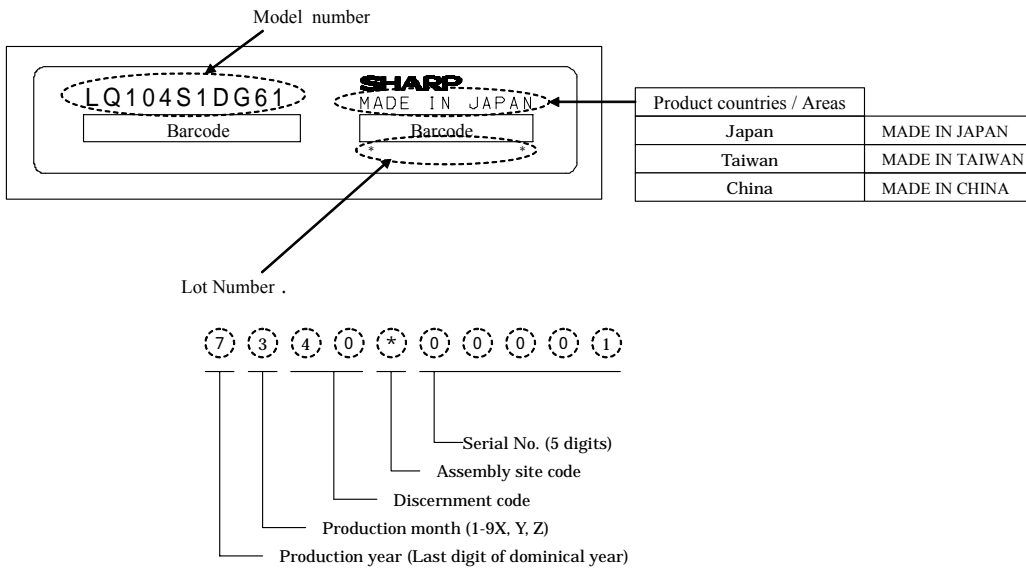 Model number
LQ104S1DG61
SHARP
MADE IN JAPAN
Barcode
Barcode
* *
Product countries / Areas
Japan MADE IN JAPAN
Taiwan MADE IN TAIWAN
China MADE IN CHINA
Lot Number .
7 3 4 0 * 0 0 0 0 1
Serial No. (5 digits)
Assembly site code
Discernment code
Production month (1-9X, Y, Z)
Production year (Last digit of dominical year)